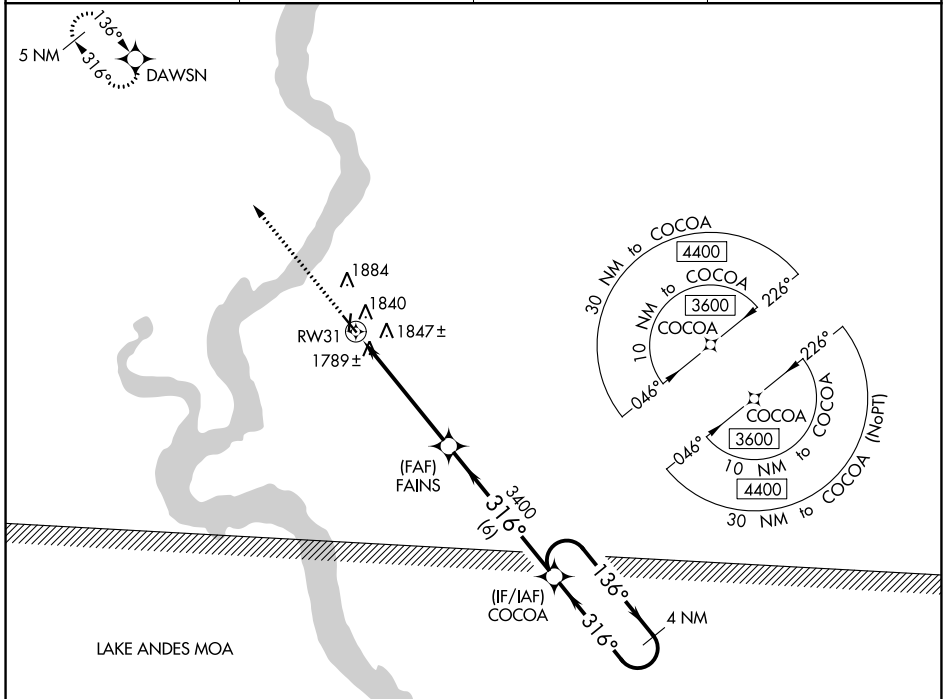 136°
5 NM
316°
DAWSN
30 NM to COCOA
4400
10 NM to COCOA
3600
COCOA
226°
046°
1884
1840
RW31
1847±
1789±
226°
COCOA
046°
3600
10 NM to COCOA
4400
30 NM to COCOA (NoPT)
(FAF)
FAINS
3400
316°
(6)
(IF/IAF)
COCOA
136°
316°
4 NM
LAKE ANDES MOA